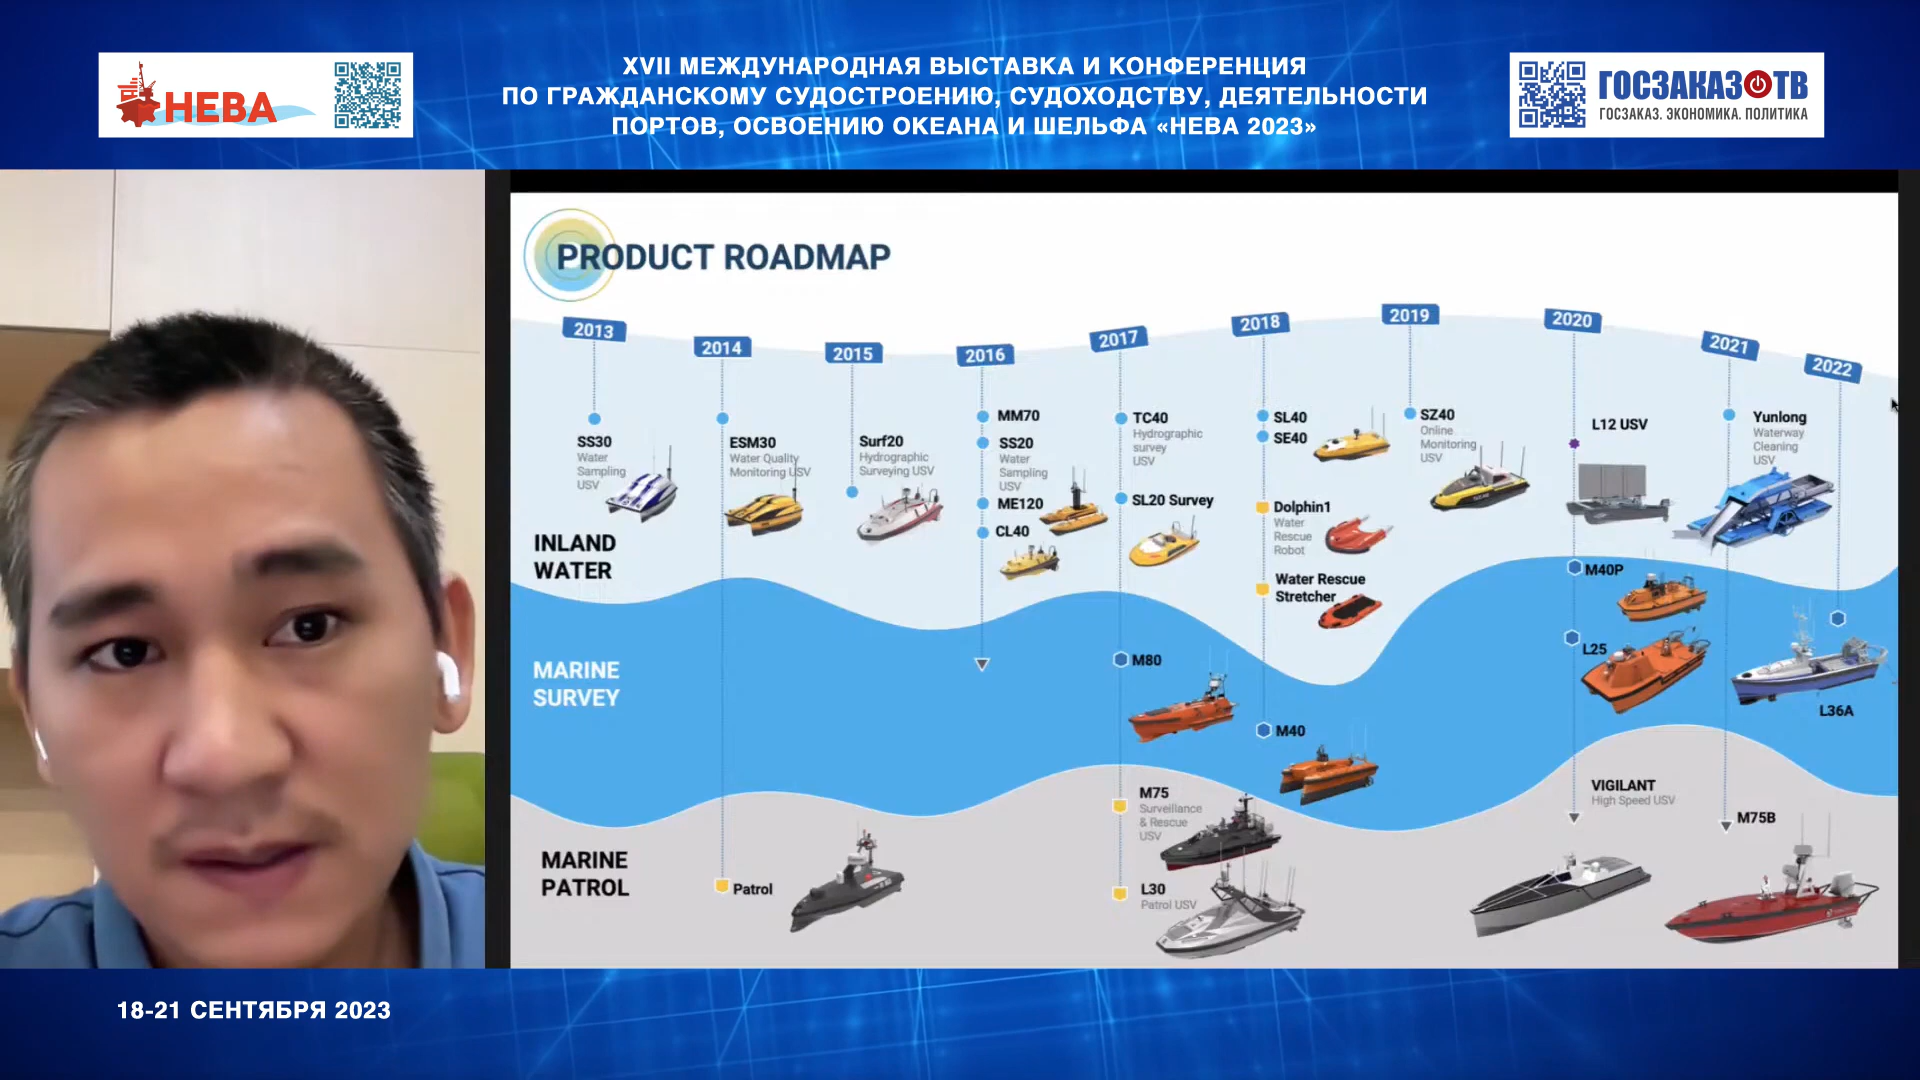 НЕВА
XVII МЕЖДУНАРОДНАЯ ВЫСТАВКА И КОНФЕРЕНЦИЯ
ПО ГРАЖДАНСКОМУ СУДОСТРОЕНИЮ, СУДОХОДСТВУ, ДЕЯТЕЛЬНОСТИ
ПОРТОВ, ОСВОЕНИЮ ОКЕАНА И ШЕЛЬФА «НЕВА 2023»
ГОСЗАКАЗ ТВ
ГОСЗАКАЗ. ЭКОНОМИКА. ПОЛИТИКА
PRODUCT ROADMAP
2013
2014
2015
2016
2017
2018
2019
2020
2021
2022
INLAND
WATER
SS30
Water
Sampling
USV
ESM30
Water Quality
Monitoring USV
Surf20
Hydrographic
Surveying USV
MM70
SS20
Water
Sampling
USV
ME120
CL40
TC40
Hydrographic
survey
USV
SL20 Survey
SL40
SE40
Dolphin1
Water
Rescue
Robot
Water Rescue
Stretcher
SZ40
Online
Monitoring
USV
L12 USV
Yunlong
Waterway
Cleaning
USV
MARINE
SURVEY
M80
M40
M40P
L25
L36A
MARINE
PATROL
Patrol
M75
Surveillance
& Rescue
USV
L30
Patrol USV
VIGILANT
High Speed USV
M75B
18-21 СЕНТЯБРЯ 2023